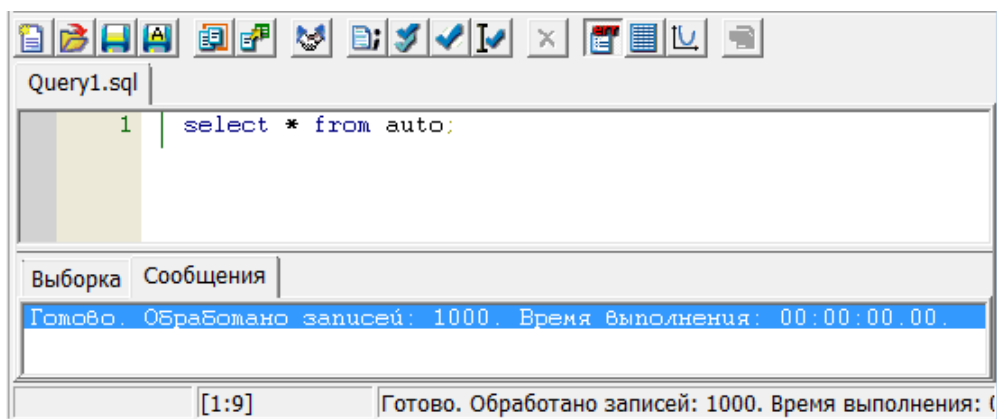 Query1.sql
1 select * from auto;
Выборка Сообщения
Готово. Обработано записей: 1000. Время выполнения: 00:00:00.00.
[1:9] Готово. Обработано записей: 1000. Время выполнения: (